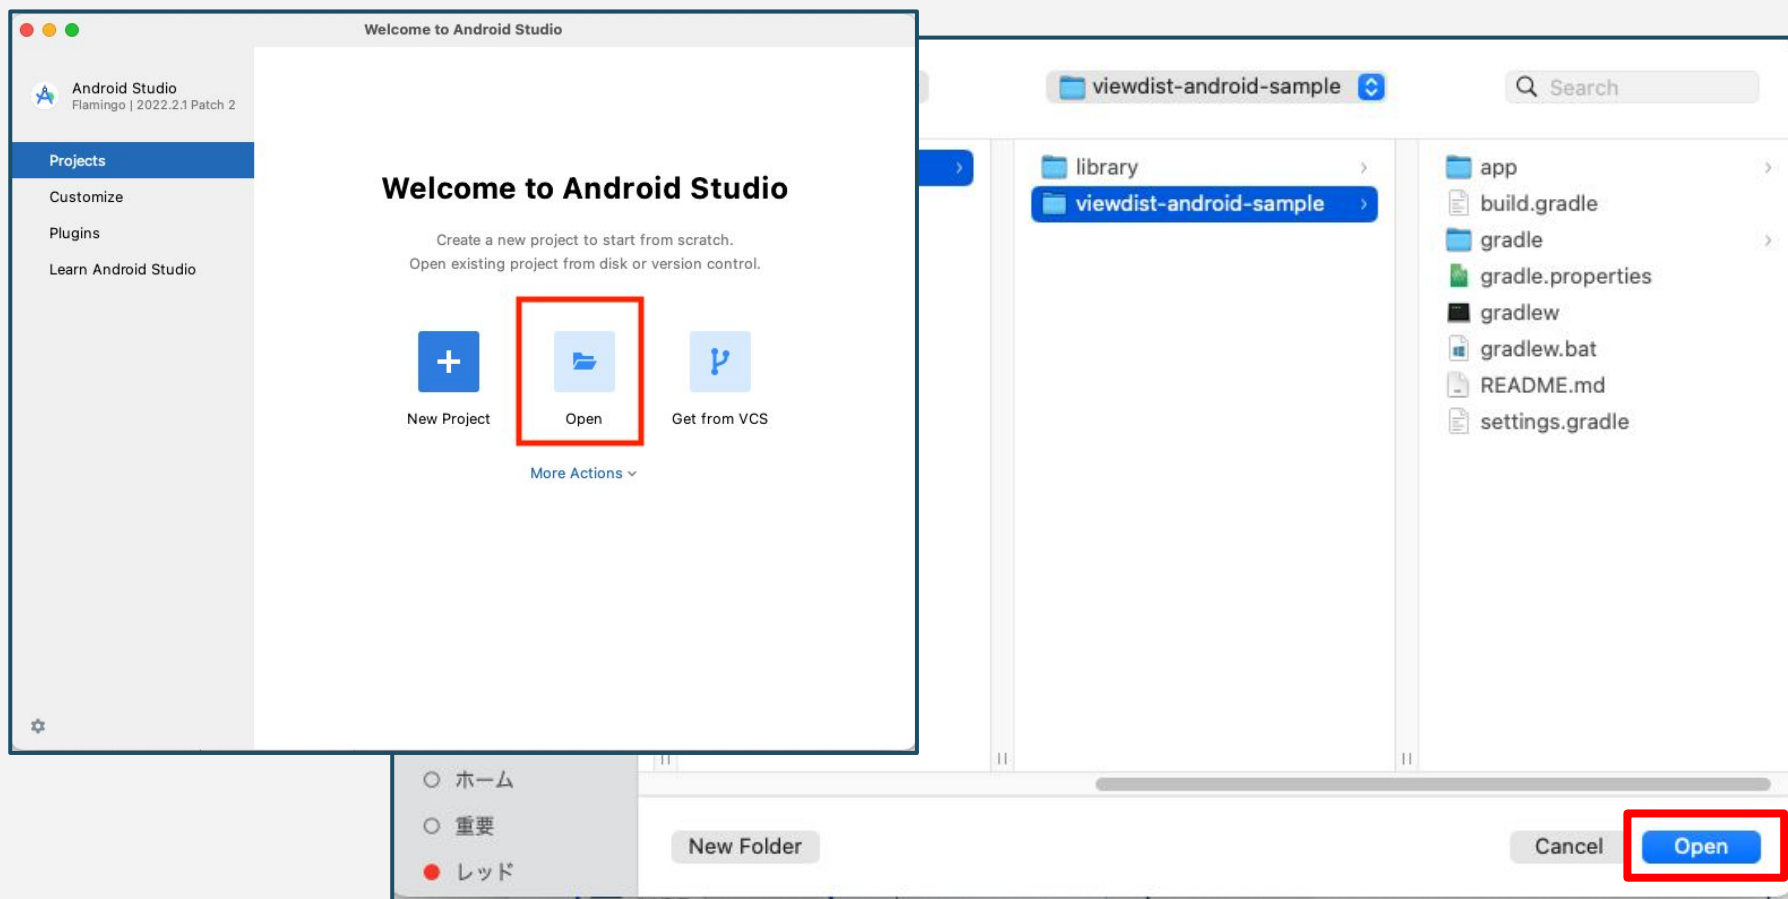 Welcome to Android Studio
Android Studio
Flamingo | 2022.2.1 Patch 2
Projects
Customize
Plugins
Learn Android Studio
Welcome to Android Studio
Create a new project to start from scratch.
Open existing project from disk or version control.
New Project
Open
Get from VCS
More Actions
viewdist-android-sample
Search
library
viewdist-android-sample
app
build.gradle
gradle
gradle.properties
gradlew
gradlew.bat
README.md
settings.gradle
ホーム
重要
レッド
New Folder
Cancel
Open